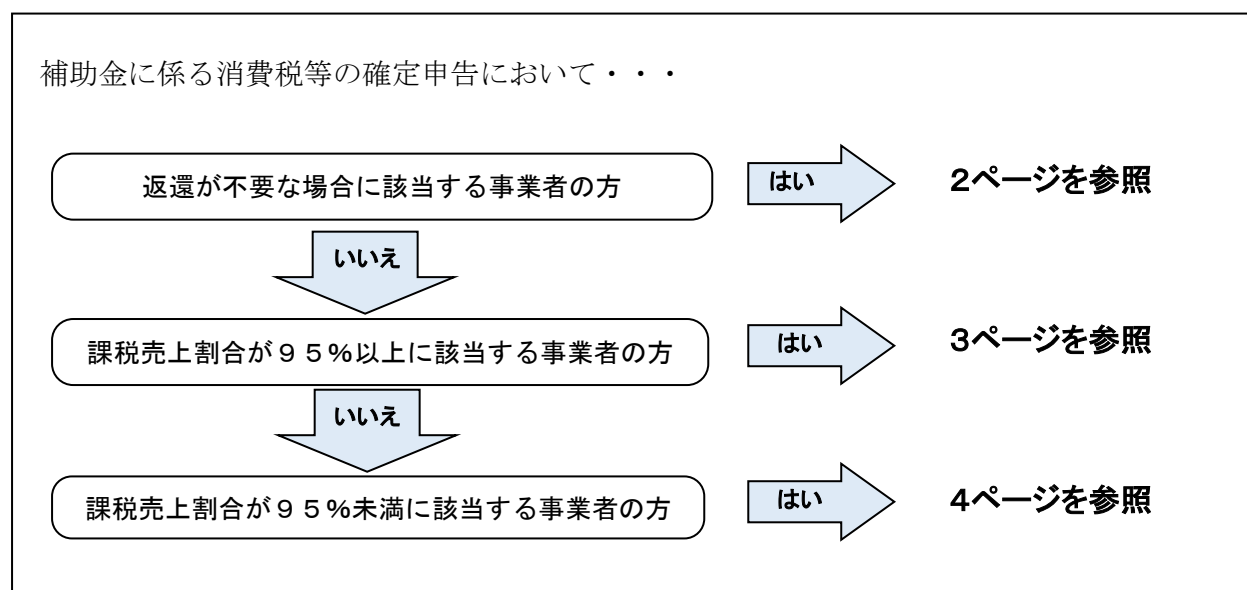 補助金に係る消費税等の確定申告において・・・
返還が不要な場合に該当する事業者の方
はい
２ページを参照
いいえ
課税売上割合が９５％以上に該当する事業者の方
はい
３ページを参照
いいえ
課税売上割合が９５％未満に該当する事業者の方
はい
４ページを参照